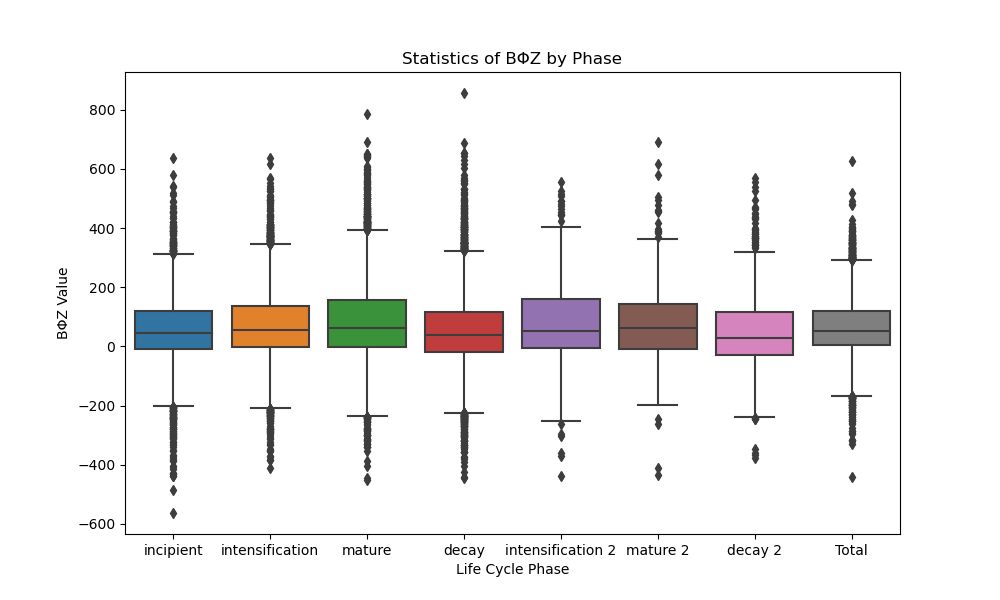 Statistics of BΦZ by Phase
BΦZ Value
800
600
400
200
0
−200
−400
−600
incipient intensification mature decay intensification 2 mature 2 decay 2 Total
Life Cycle Phase